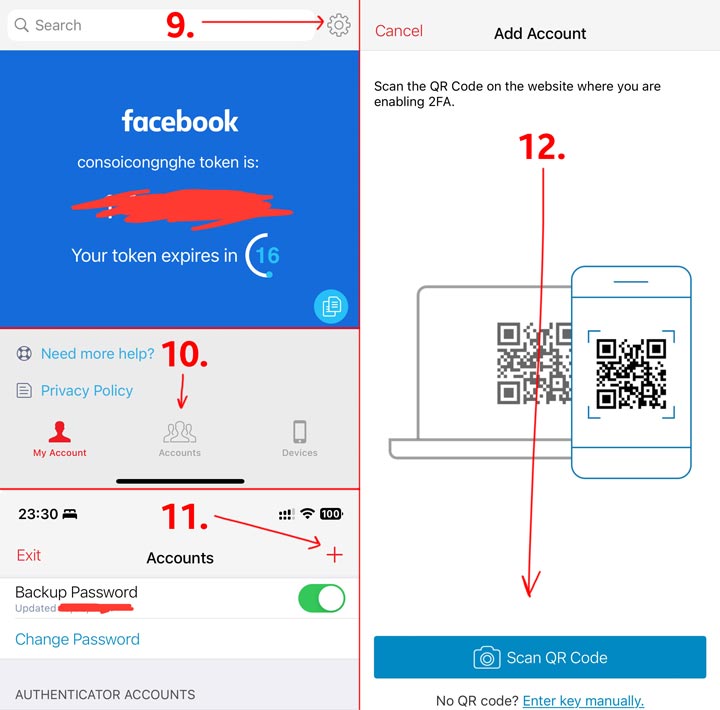 Search
9.
facebook
consoicongnghe token is:
Your token expires in 16
Need more help?
10.
Privacy Policy
My Account
Accounts
Devices
23:30
11.
100
Exit
Accounts
+
Backup Password
Updated
Change Password
AUTHENTICATOR ACCOUNTS
Cancel
Add Account
Scan the QR Code on the website where you are
enabling 2FA.
12.
Scan QR Code
No QR code? Enter key manually.